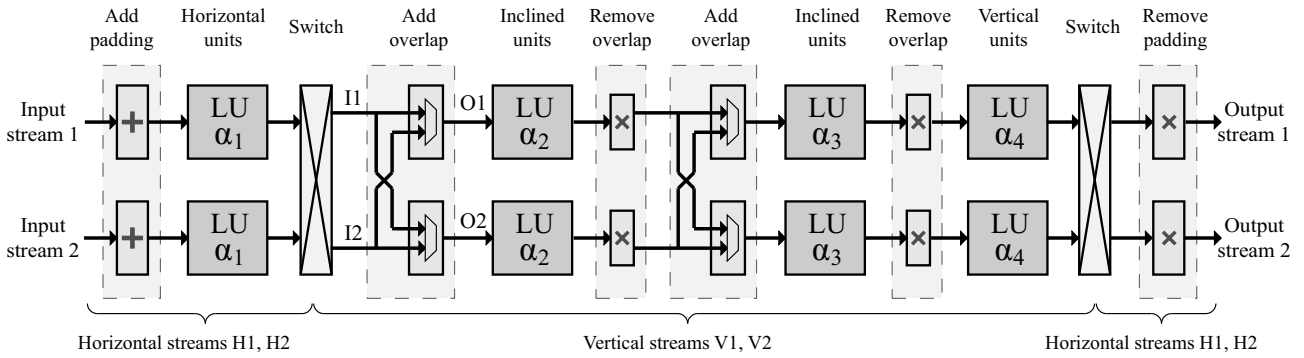 Add padding
Horizontal units
Switch
Add overlap
Inclined units
Remove overlap
Add overlap
Inclined units
Remove overlap
Vertical units
Switch
Remove padding
Input stream 1
+
LU
α1
I1
O1
LU
α2
×
LU
α3
×
LU
α4
×
Output stream 1
Input stream 2
+
LU
α1
I2
O2
LU
α2
×
LU
α3
×
LU
α4
×
Output stream 2
Horizontal streams H1, H2
Vertical streams V1, V2
Horizontal streams H1, H2